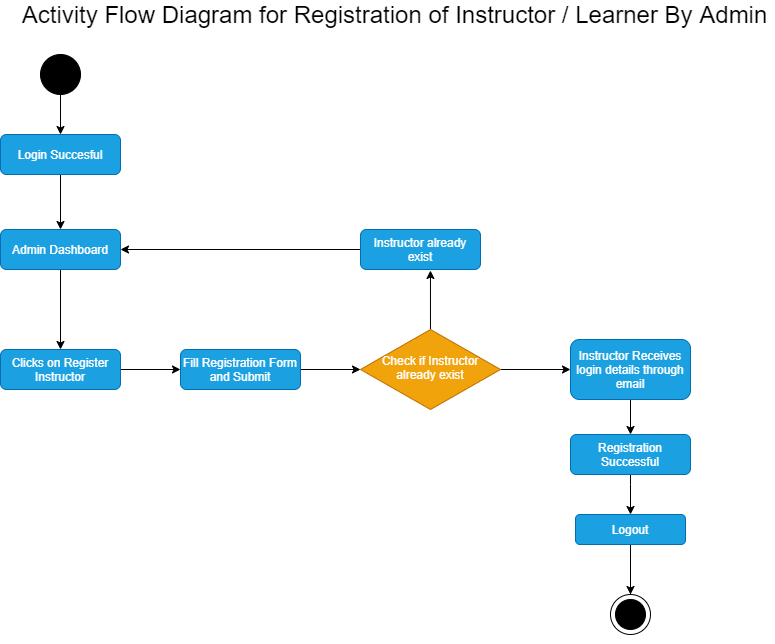 Activity Flow Diagram for Registration of Instructor / Learner By Admin
Login Succesful
Admin Dashboard
Instructor already
exist
Clicks on Register
Instructor
Fill Registration Form
and Submit
Check if Instructor
already exist
Instructor Receives
login details through
email
Registration
Successful
Logout